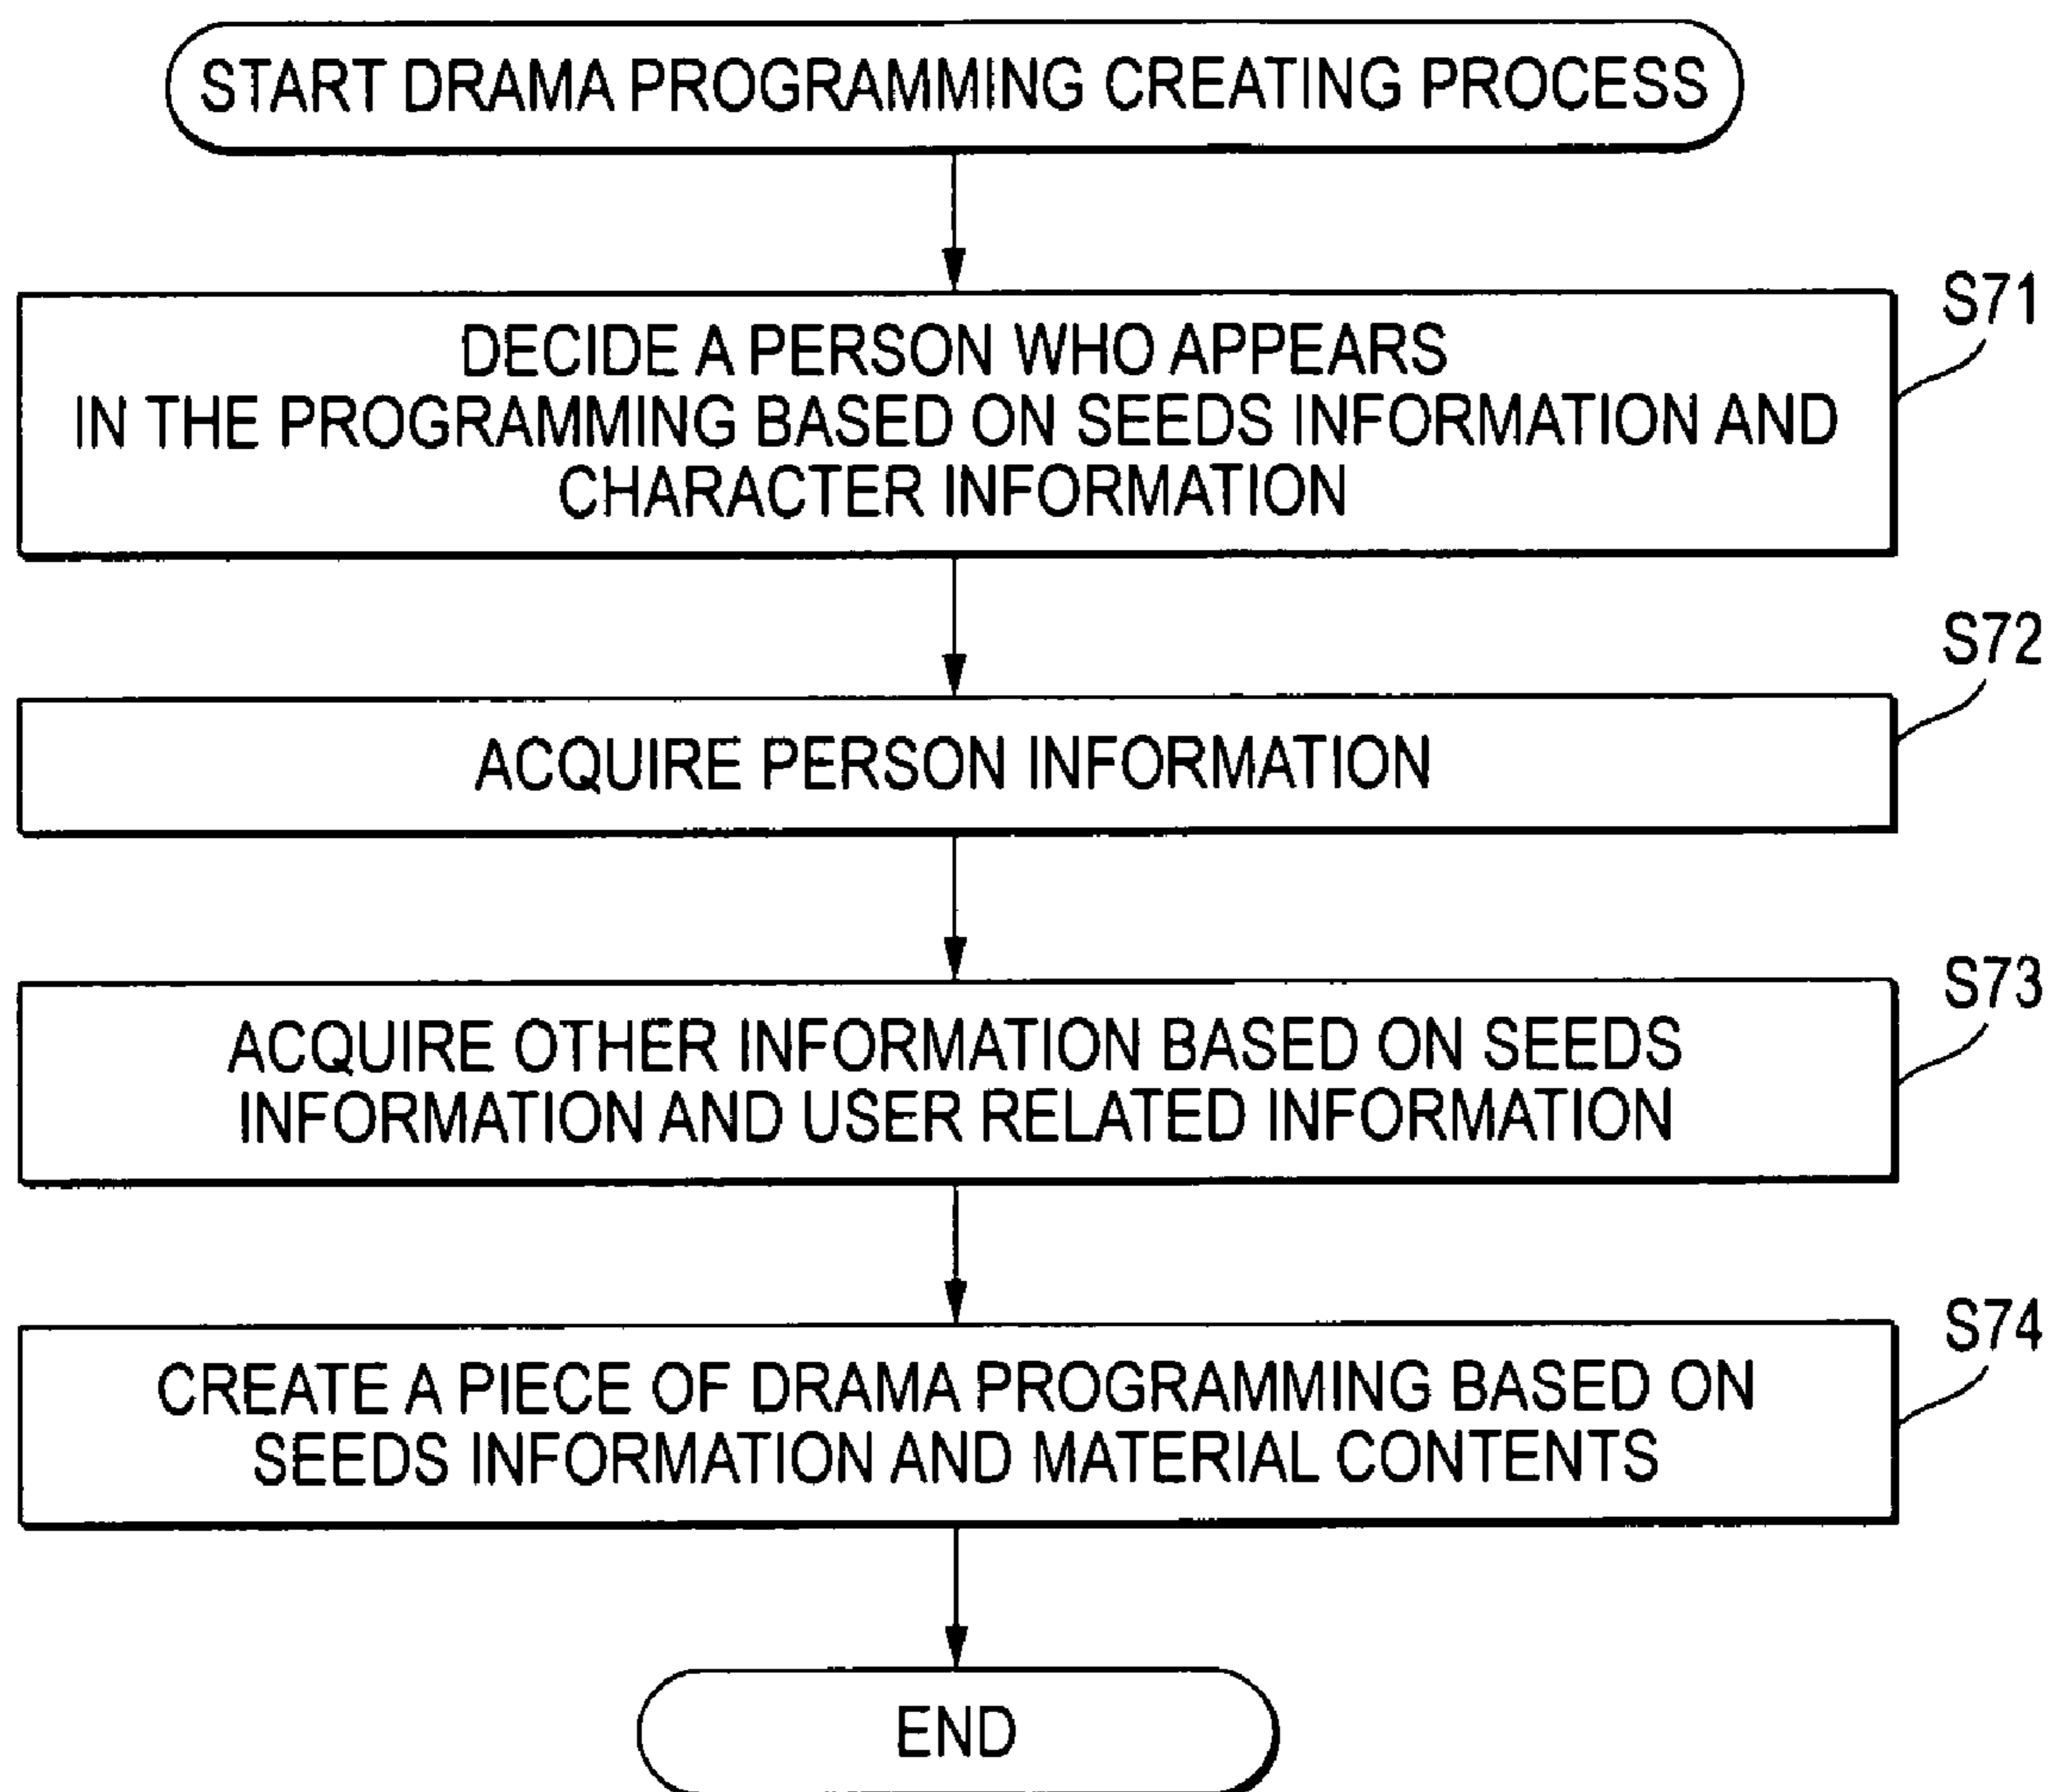 START DRAMA PROGRAMMING CREATING PROCESS
S71
DECIDE A PERSON WHO APPEARS
IN THE PROGRAMMING BASED ON SEEDS INFORMATION AND
CHARACTER INFORMATION
S72
ACQUIRE PERSON INFORMATION
S73
ACQUIRE OTHER INFORMATION BASED ON SEEDS
INFORMATION AND USER RELATED INFORMATION
S74
CREATE A PIECE OF DRAMA PROGRAMMING BASED ON
SEEDS INFORMATION AND MATERIAL CONTENTS
END